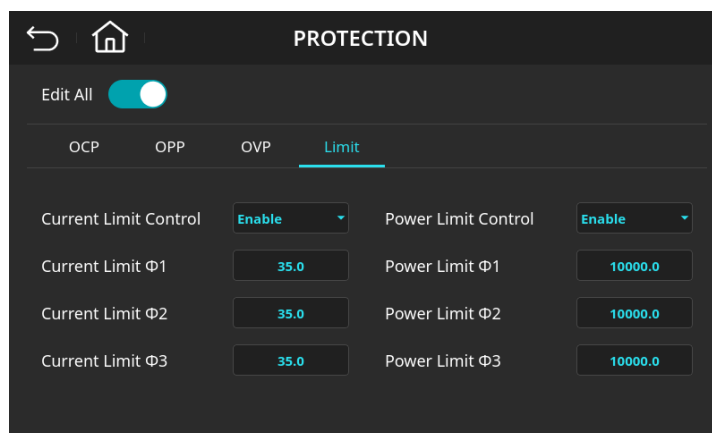 PROTECTION
Edit All
OCP OPP OVP Limit
Current Limit Control Enable Power Limit Control Enable
Current Limit Φ1 35.0 Power Limit Φ1 10000.0
Current Limit Φ2 35.0 Power Limit Φ2 10000.0
Current Limit Φ3 35.0 Power Limit Φ3 10000.0